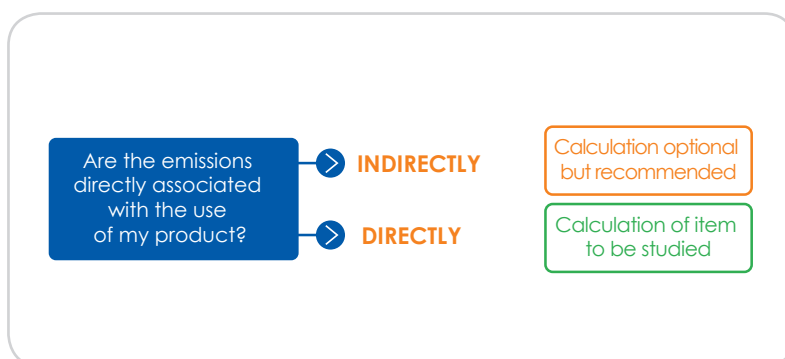 Are the emissions
directly associated
with the use
of my product?
INDIRECTLY
Calculation optional
but recommended
DIRECTLY
Calculation of item
to be studied